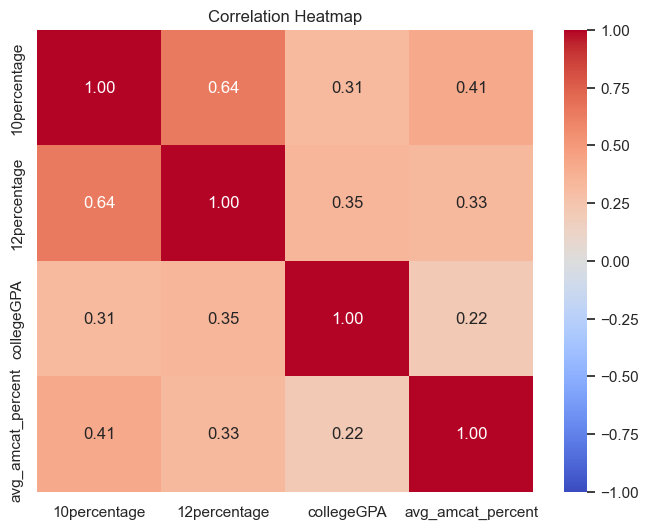 Correlation Heatmap
10percentage
1.00 0.64 0.31 0.41
12percentage
0.64 1.00 0.35 0.33
collegeGPA
0.31 0.35 1.00 0.22
avg_amcat_percent
0.41 0.33 0.22 1.00
10percentage 12percentage collegeGPA avg_amcat_percent
1.00
0.75
0.50
0.25
0.00
−0.25
−0.50
−0.75
−1.00